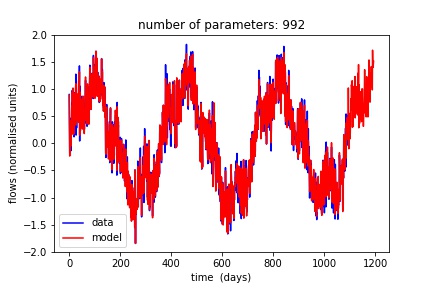 number of parameters: 992
flows (normalised units)
2.0
1.5
1.0
0.5
0.0
−0.5
−1.0
−1.5
−2.0
data
model
0 200 400 600 800 1000 1200
time (days)